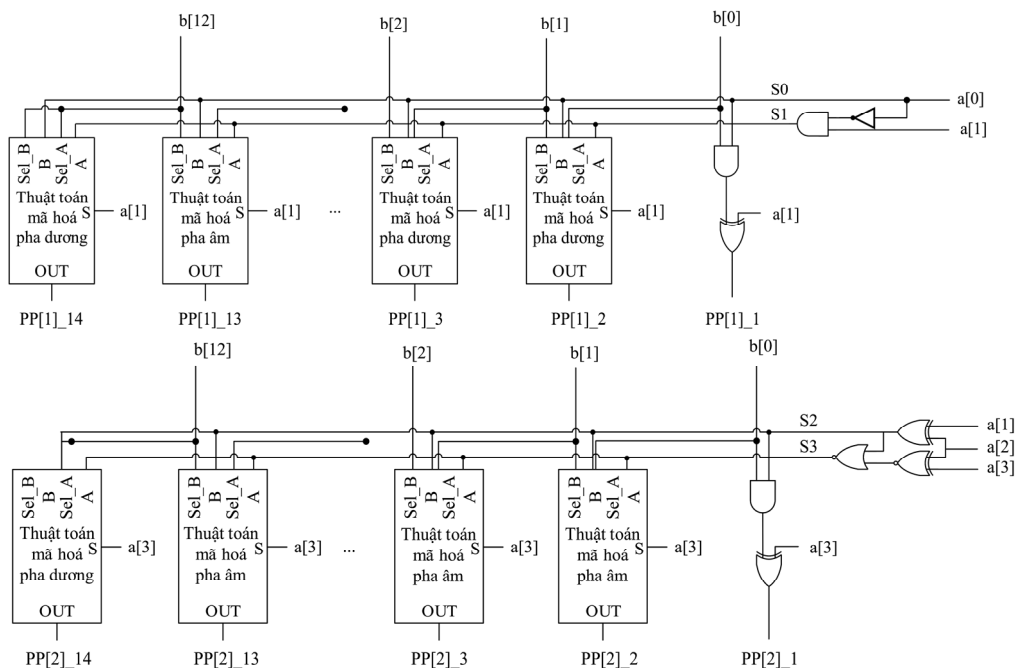 b[12]
b[2]
b[1]
b[0]
S0
a[0]
S1
a[1]
Sel_B
B
Sel_A
A
Sel_B
B
Sel_A
A
Sel_B
B
Sel_A
A
Sel_B
B
Sel_A
A
Thuật toán
mã hoá
pha dương
S
a[1]
OUT
Thuật toán
mã hoá
pha âm
S
a[1]
OUT
...
Thuật toán
mã hoá
pha dương
S
a[1]
OUT
Thuật toán
mã hoá
pha dương
S
a[1]
OUT
a[1]
PP[1]_14
PP[1]_13
PP[1]_3
PP[1]_2
PP[1]_1
b[12]
b[2]
b[1]
b[0]
S2
a[1]
S3
a[2]
a[3]
Sel_B
B
Sel_A
A
Sel_B
B
Sel_A
A
Sel_B
B
Sel_A
A
Sel_B
B
Sel_A
A
Thuật toán
mã hoá
pha dương
S
a[3]
OUT
Thuật toán
mã hoá
pha âm
S
a[3]
OUT
...
Thuật toán
mã hoá
pha âm
S
a[3]
OUT
Thuật toán
mã hoá
pha âm
S
a[3]
OUT
a[3]
PP[2]_14
PP[2]_13
PP[2]_3
PP[2]_2
PP[2]_1